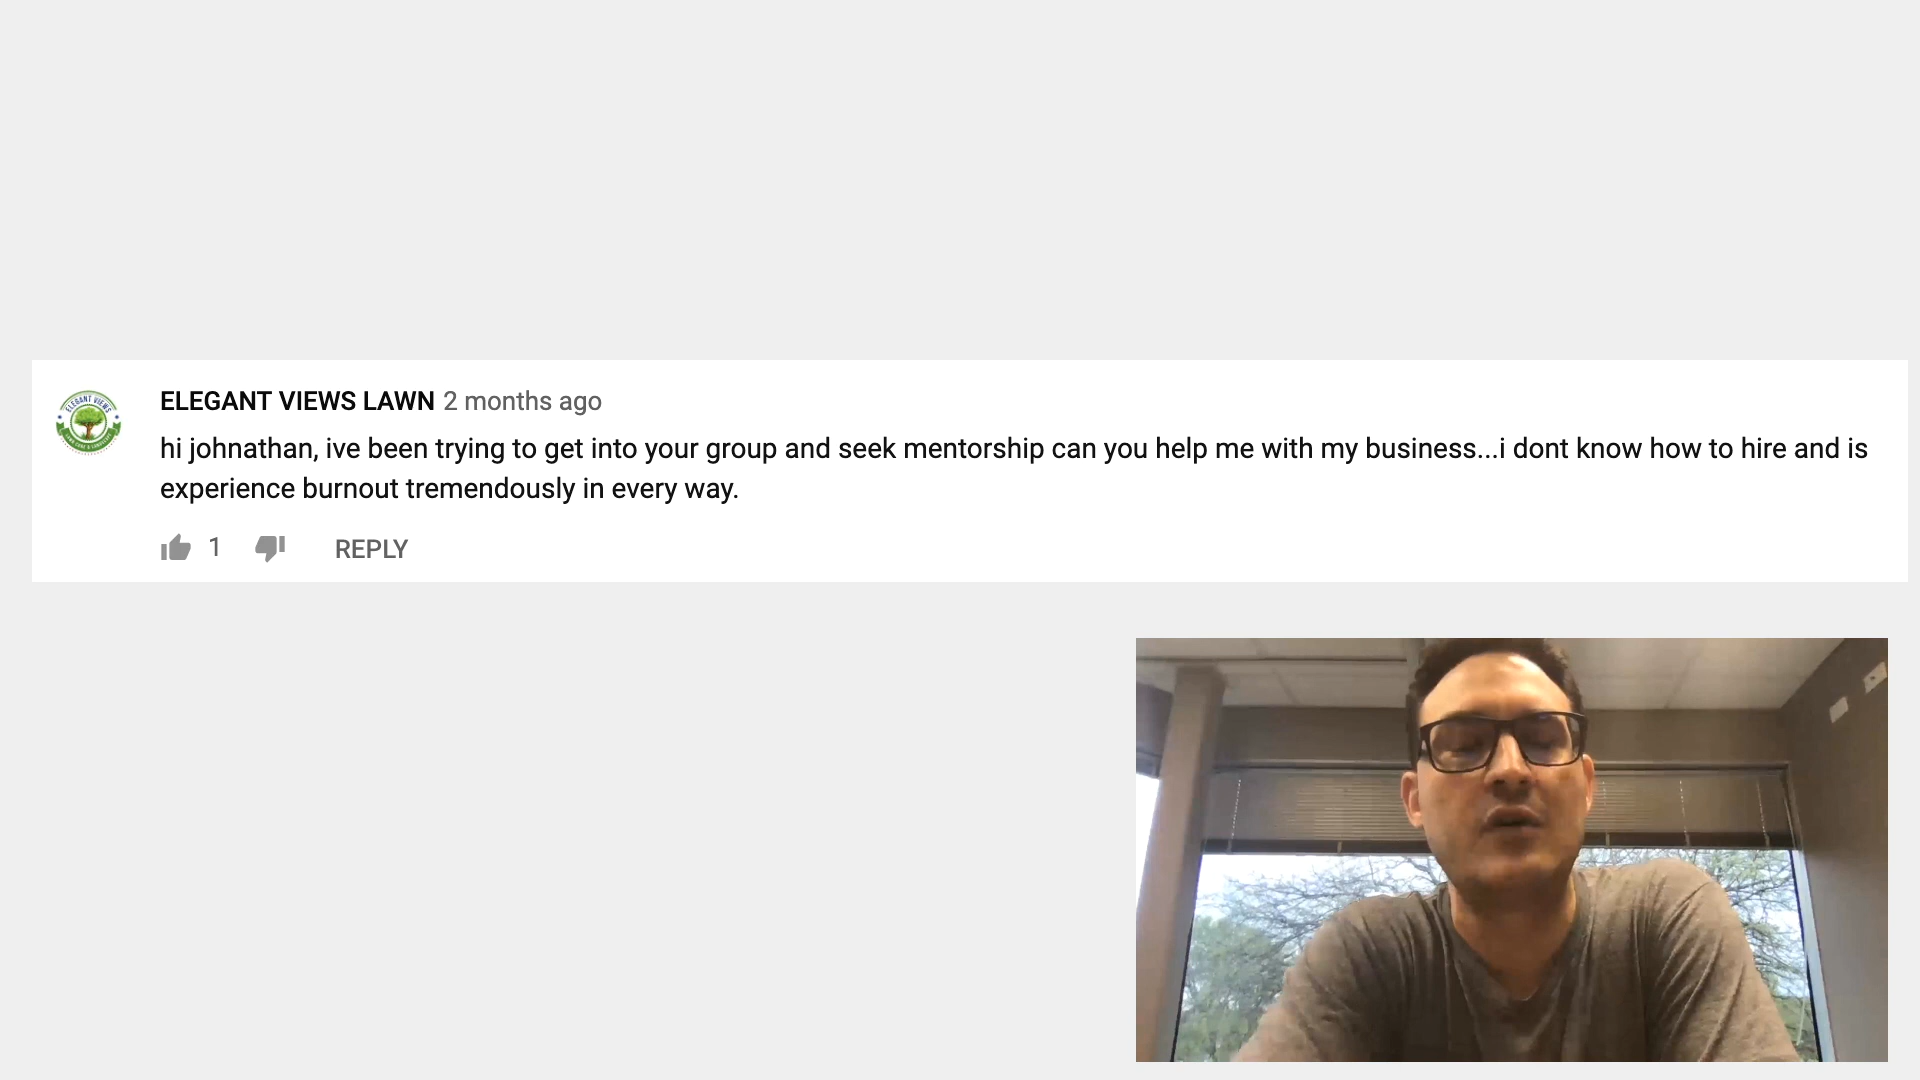 ELEGANT VIEWS
ELEGANT VIEWS LAWN 2 months ago
hi johnathan, ive been trying to get into your group and seek mentorship can you help me with my business...i dont know how to hire and is
experience burnout tremendously in every way.
1 REPLY